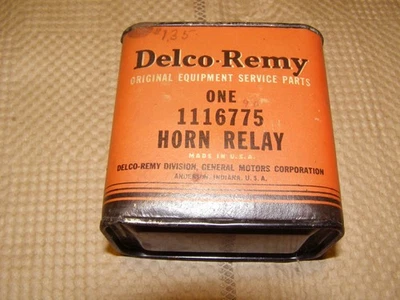 135
Delco-Remy
ORIGINAL EQUIPMENT SERVICE PARTS
ONE
1116775
HORN RELAY
MADE IN U.S.A.
DELCO-REMY DIVISION, GENERAL MOTORS CORPORATION
ANDERSON, INDIANA, U.S.A.